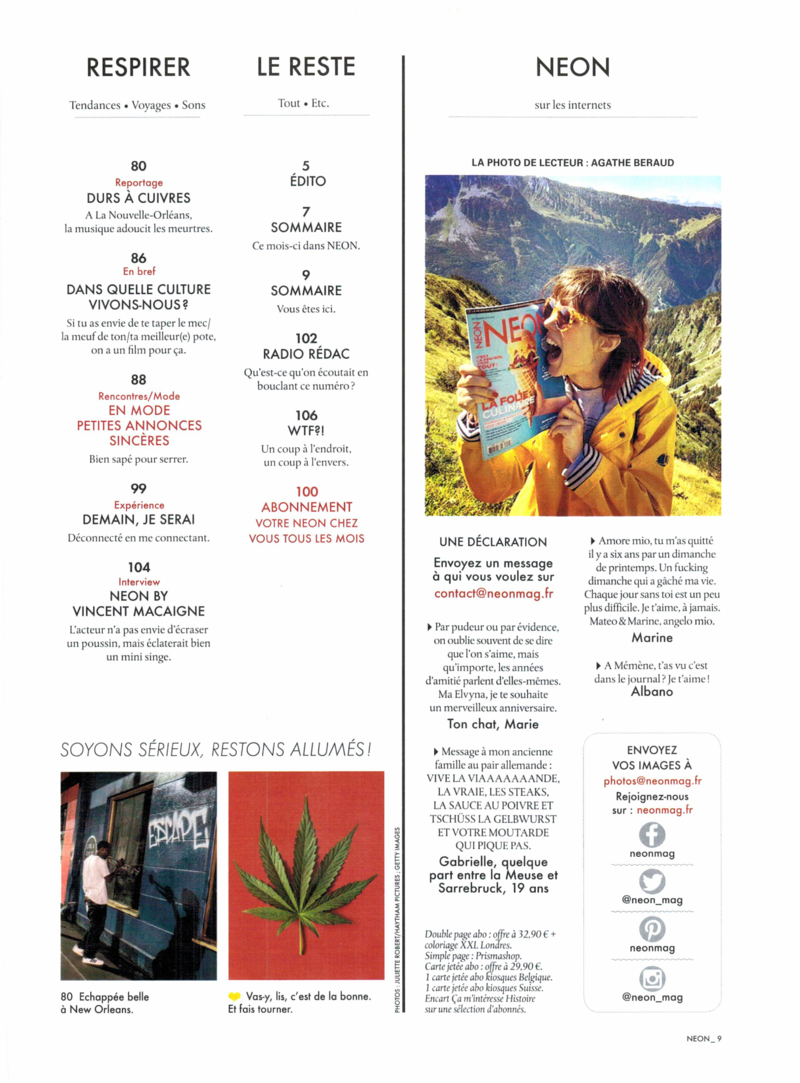 RESPIRER
Tendances • Voyages • Sons
80
Reportage
DURS À CUIVRES
A La Nouvelle-Orléans,
la musique adoucit les meurtres.
86
En bref
DANS QUELLE CULTURE
VIVONS-NOUS?
Si tu as envie de te taper le mec/
la meuf de ton/ta meilleur(e) pote,
on a un film pour ça.
88
Rencontres/Mode
EN MODE
PETITES ANNONCES
SINCÈRES
Bien sapé pour serrer.
99
Expérience
DEMAIN, JE SERAI
Déconnecté en me connectant.
104
Interview
NEON BY
VINCENT MACAIGNE
L'acteur n'a pas envie d'écraser
un poussin, mais éclaterait bien
un mini singe.
LE RESTE
Tout • Etc.
5
ÉDITO
7
SOMMAIRE
Ce mois-ci dans NEON.
9
SOMMAIRE
Vous êtes ici.
102
RADIO RÉDAC
Qu'est-ce qu'on écoutait en
bouclant ce numéro?
106
WTF?!
Un coup à l'endroit,
un coup à l'envers.
100
ABONNEMENT
VOTRE NEON CHEZ
VOUS TOUS LES MOIS
SOYONS SÉRIEUX, RESTONS ALLUMÉS!
ESCAPE
80 Echappée belle
à New Orleans.
Vas-y, lis, c'est de la bonne.
Et fais tourner.
PHOTOS : JULIETTE ROBERT/HAYTHAM PICTURES ; GETTY IMAGES
NEON
sur les internets
LA PHOTO DE LECTEUR : AGATHE BERAUD
NEON
NEON
LA FOLIE
CULINAIRE
UNE DÉCLARATION
Envoyez un message
à qui vous voulez sur
contact@neonmag.fr
Par pudeur ou par évidence,
on oublie souvent de se dire
que l'on s'aime, mais
qu'importe, les années
d'amitié parlent d'elles-mêmes.
Ma Elvyna, je te souhaite
un merveilleux anniversaire.
Ton chat, Marie
Message à mon ancienne
famille au pair allemande :
VIVE LA VIAAAAAAANDE,
LA VRAIE, LES STEAKS,
LA SAUCE AU POIVRE ET
TSCHÜSS LA GELBWURST
ET VOTRE MOUTARDE
QUI PIQUE PAS.
Gabrielle, quelque
part entre la Meuse et
Sarrebruck, 19 ans
Double page abo : offre à 32,90 € +
coloriage XXL Londres.
Simple page : Prismashop.
Carte jetée abo : offre à 29,90 €.
1 carte jetée abo kiosques Belgique.
1 carte jetée abo kiosques Suisse.
Encart Ça m'intéresse Histoire
sur une sélection d'abonnés.
Amore mio, tu m'as quitté
il y a six ans par un dimanche
de printemps. Un fucking
dimanche qui a gâché ma vie.
Chaque jour sans toi est un peu
plus difficile. Je t'aime, à jamais.
Mateo & Marine, angelo mio.
Marine
A Mémène, t'as vu c'est
dans le journal? Je t'aime!
Albano
ENVOYEZ
VOS IMAGES À
photos@neonmag.fr
Rejoignez-nous
sur : neonmag.fr
neonmag
@neon_mag
neonmag
@neon_mag
NEON_9